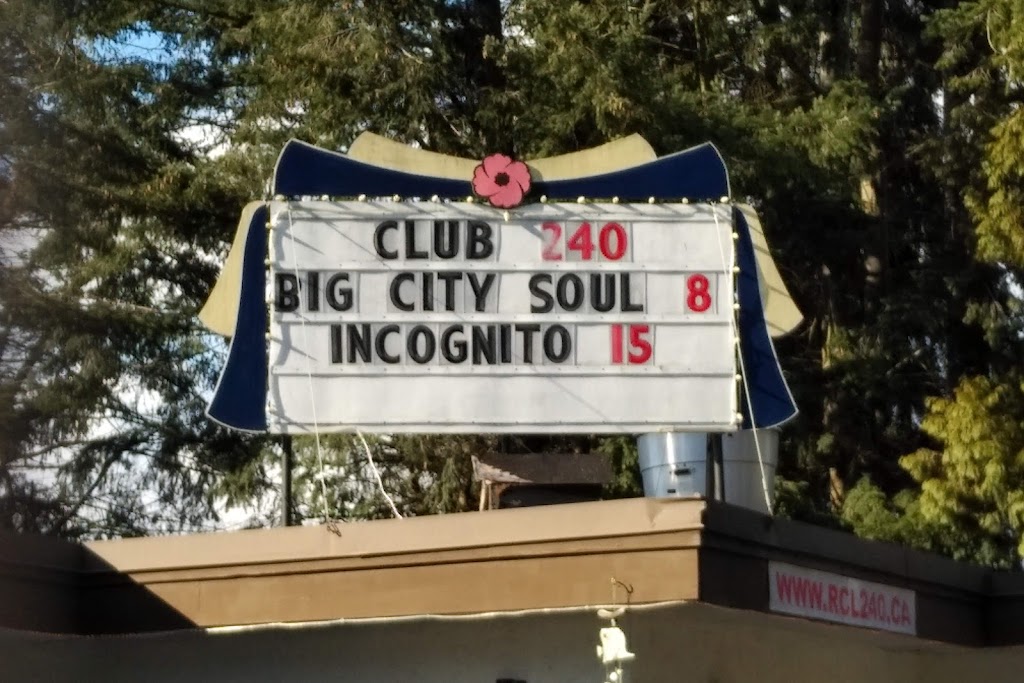 CLUB 240
BIG CITY SOUL 8
INCOGNITO 15
WWW.RCL240.CA